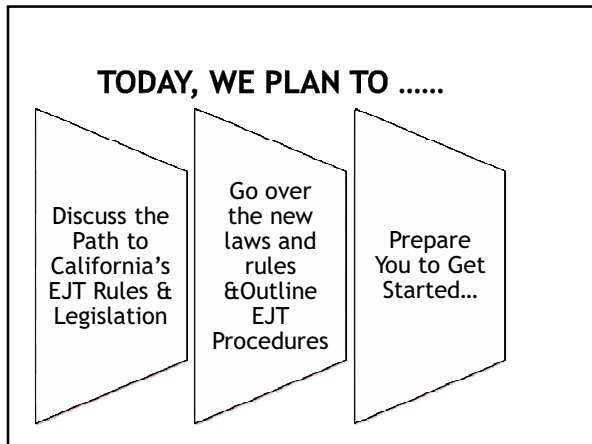 TODAY, WE PLAN TO ......
Discuss the
Path to
California's
EJT Rules &
Legislation
Go over
the new
laws and
rules
&Outline
EJT
Procedures
Prepare
You to Get
Started...